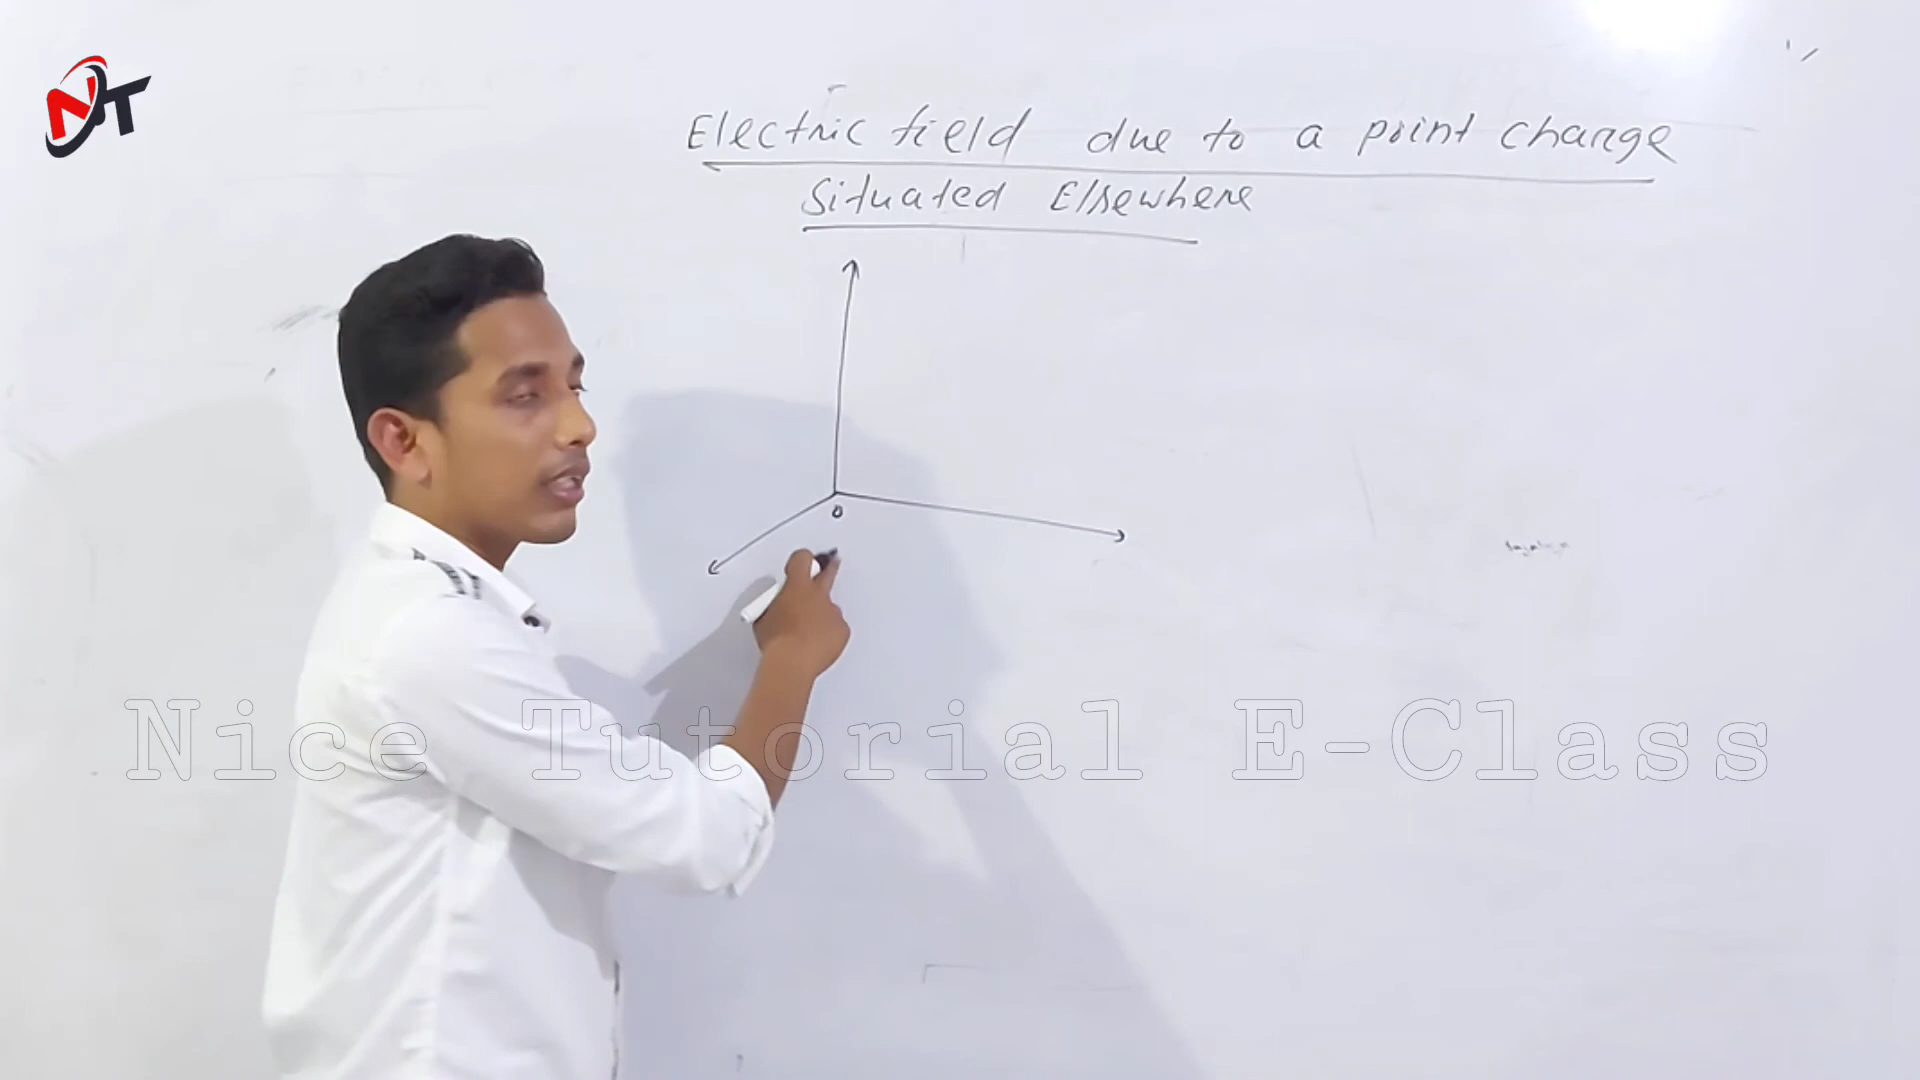 NT
Electric field due to a point charge
Situated Elsewhere
0
Nice Tutorial E-Class